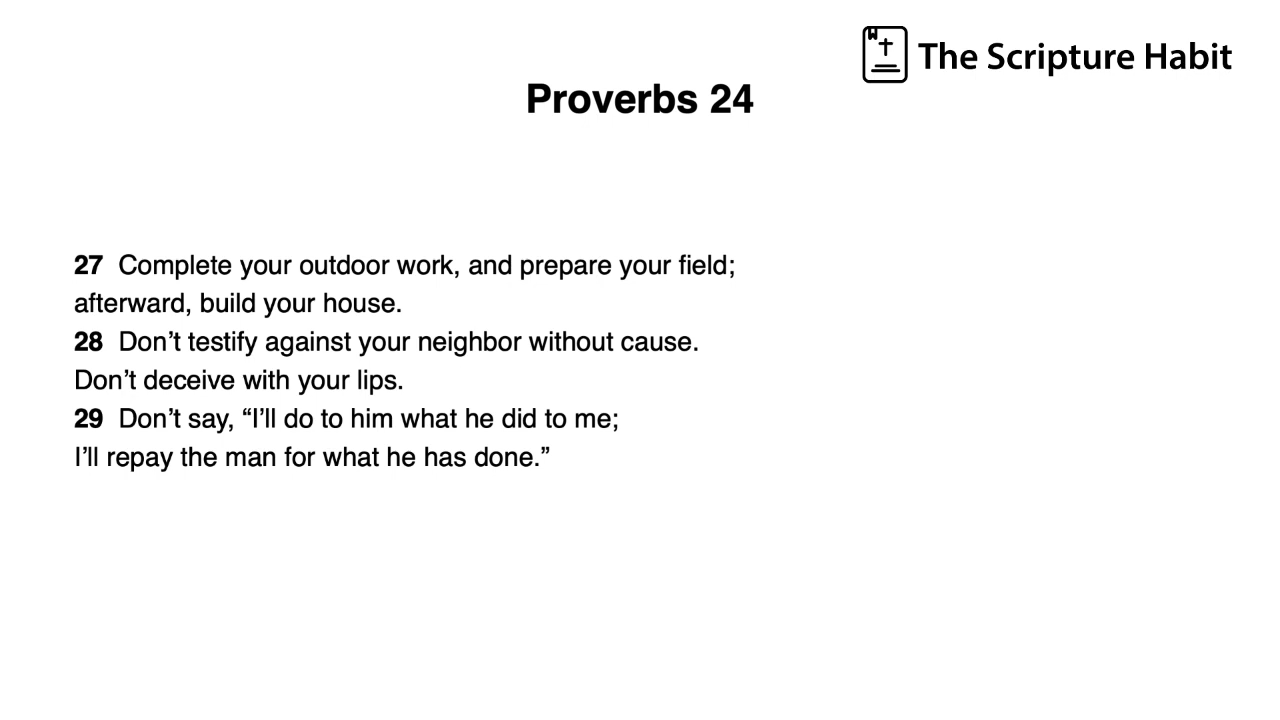 The Scripture Habit
Proverbs 24
27 Complete your outdoor work, and prepare your field;
afterward, build your house.
28 Don’t testify against your neighbor without cause.
Don’t deceive with your lips.
29 Don’t say, “I’ll do to him what he did to me;
I’ll repay the man for what he has done.”